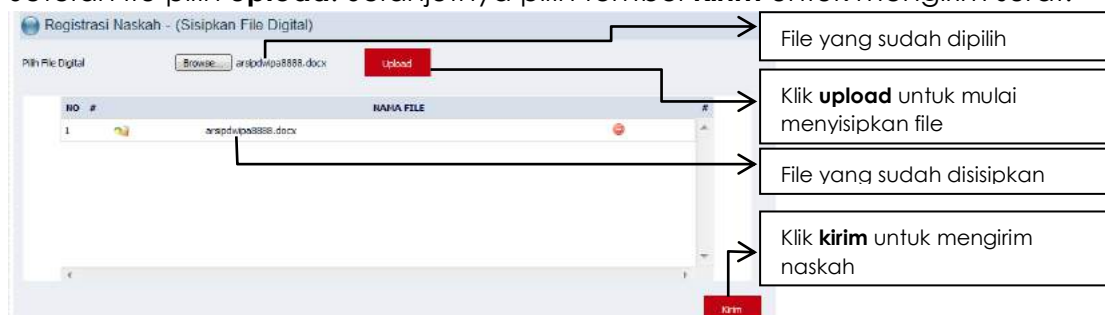 setelah itu pilih upload. Selanjutnya pilih tombol kirim untuk mengirim surat.
Registrasi Naskah - (Sisipkan File Digital)
File yang sudah dipilih
Pilih File Digital Browse... arsipdwipa8888.docx Upload
Klik upload untuk mulai
menyisipkan file
NO # NAMA FILE #
1 arsipdwipa8888.docx
File yang sudah disisipkan
Klik kirim untuk mengirim
naskah
Kirim